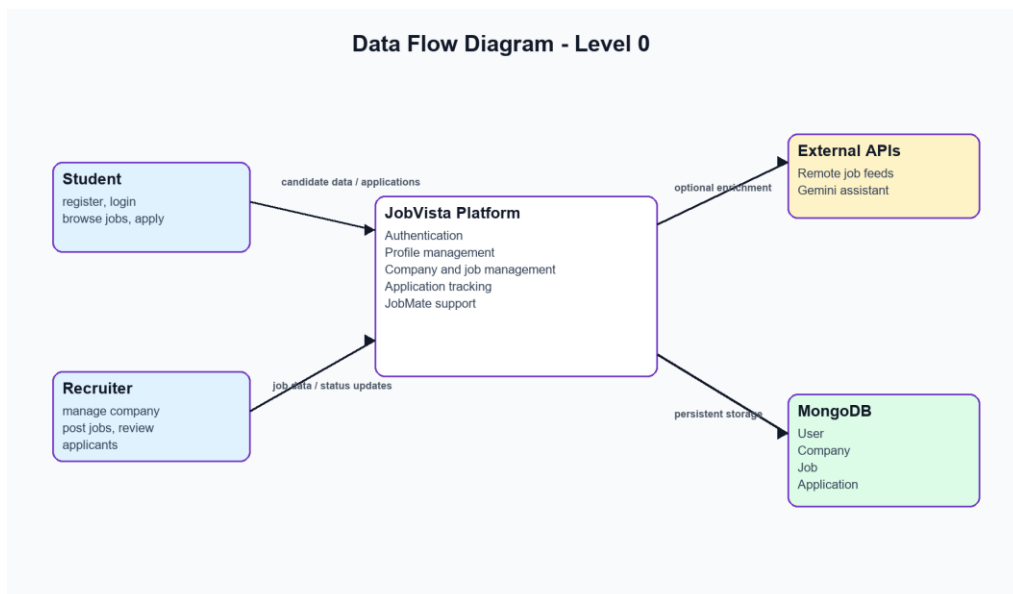 Data Flow Diagram - Level 0
Student
register, login
browse jobs, apply
candidate data / applications
JobVista Platform
Authentication
Profile management
Company and job management
Application tracking
JobMate support
optional enrichment
External APIs
Remote job feeds
Gemini assistant
Recruiter
manage company
post jobs, review
applicants
job data / status updates
persistent storage
MongoDB
User
Company
Job
Application